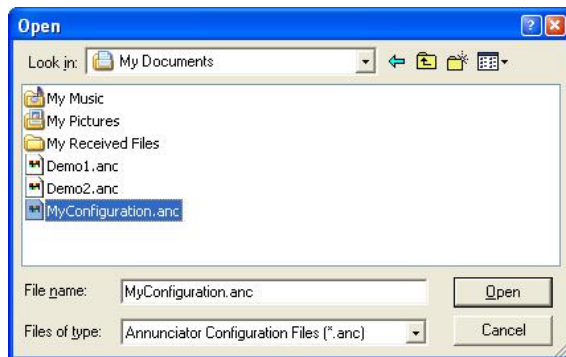 Open
Look in: My Documents
My Music
My Pictures
My Received Files
Demo1.anc
Demo2.anc
MyConfiguration.anc
File name: MyConfiguration.anc Open
Files of type: Annunciator Configuration Files (*.anc) Cancel